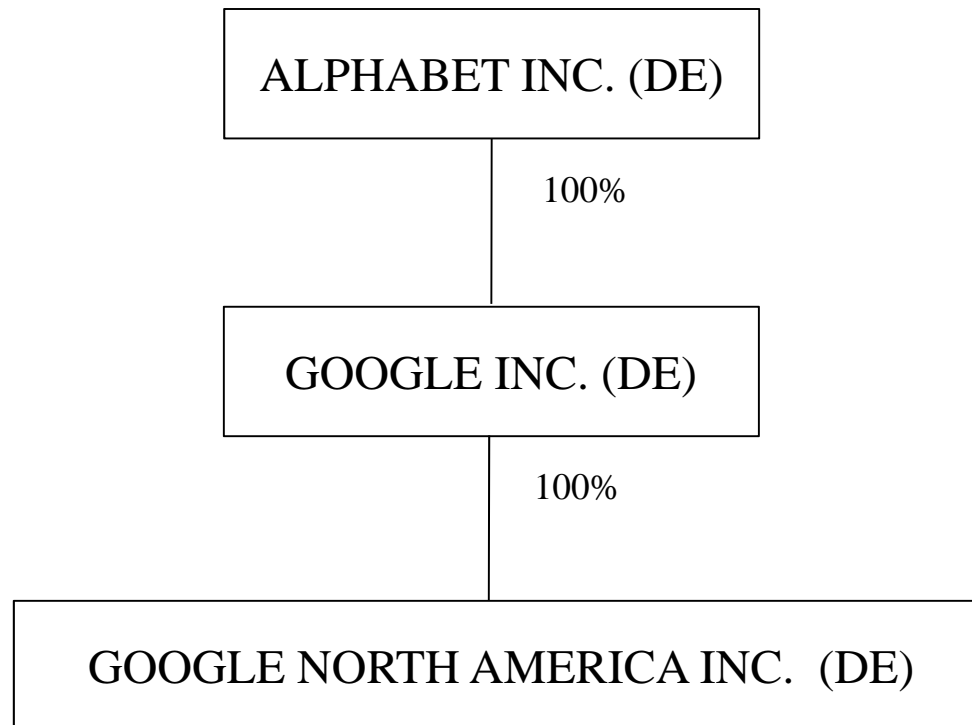 ALPHABET INC. (DE)
100%
GOOGLE INC. (DE)
100%
GOOGLE NORTH AMERICA INC. (DE)